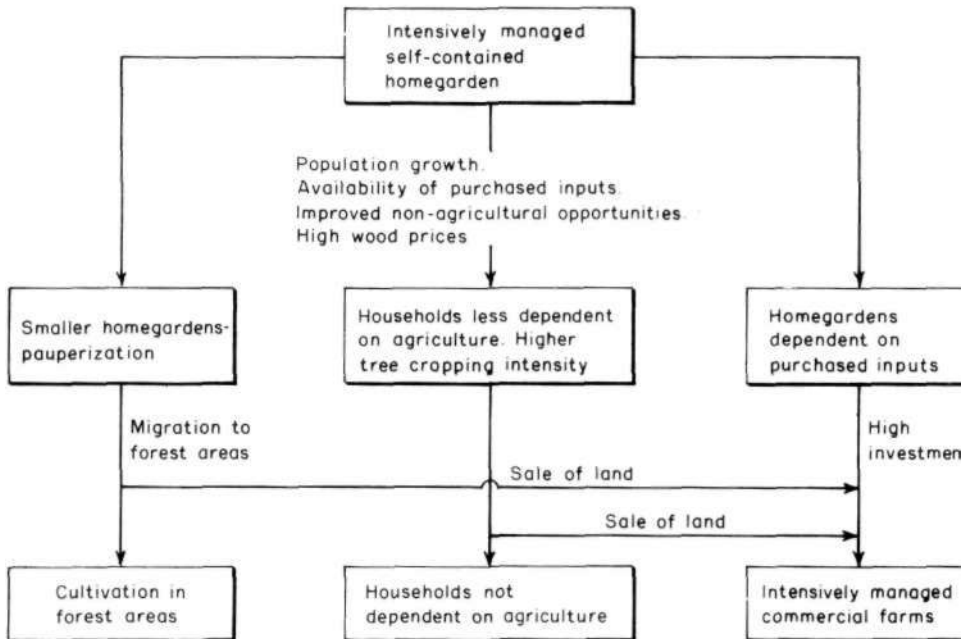 Intensively managed
self-contained
homegarden
Population growth.
Availability of purchased inputs.
Improved non-agricultural opportunities.
High wood prices
Smaller homegardens-
pauperization
Households less dependent
on agriculture. Higher
tree cropping intensity
Homegardens
dependent on
purchased inputs
Migration to
forest areas
High
investmen
Sale of land
Sale of land
Cultivation in
forest areas
Households not
dependent on agriculture
Intensively managed
commercial farms